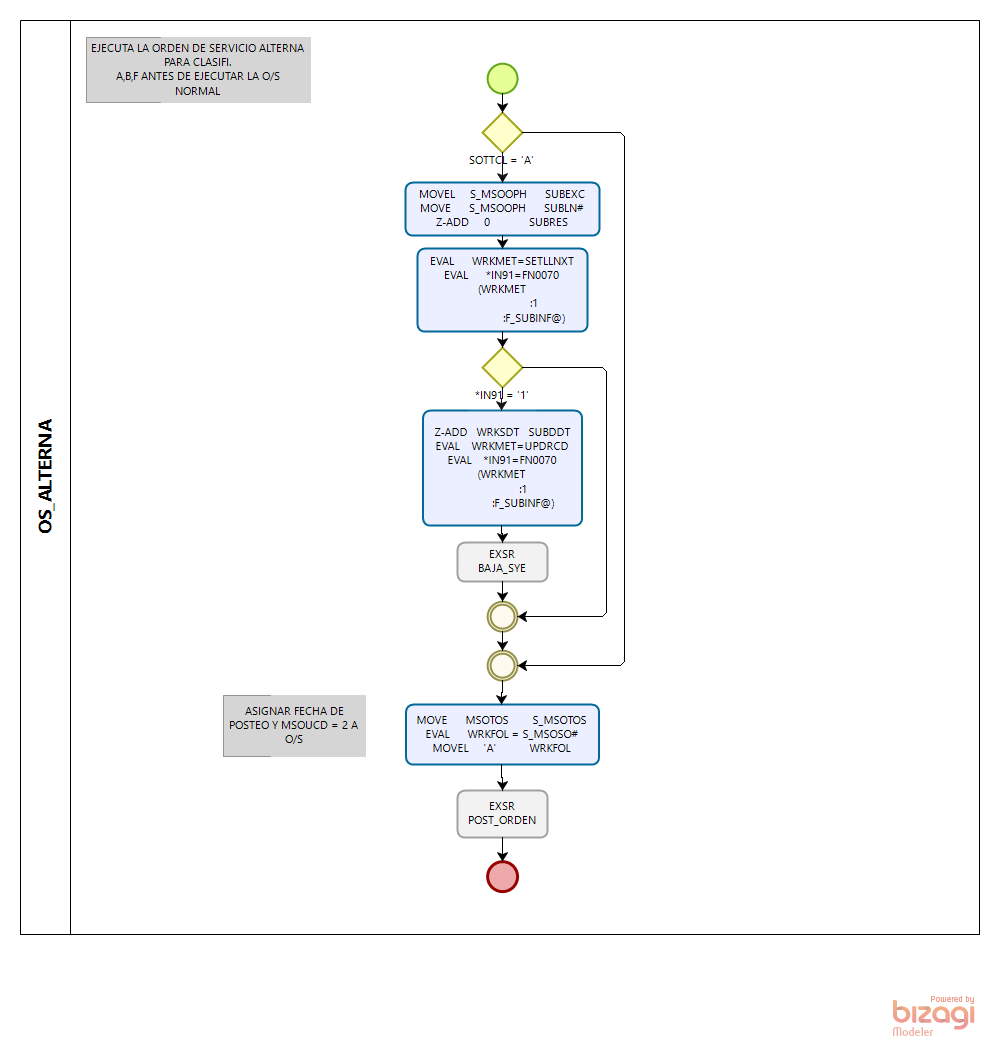 OS_ALTERNA
EJECUTA LA ORDEN DE SERVICIO ALTERNA
PARA CLASIFI.
A,B,F ANTES DE EJECUTAR LA O/S
NORMAL
SOTTCL = 'A'
MOVEL S_MSOOPH SUBEXC
MOVE S_MSOOPH SUBLN#
Z-ADD 0 SUBRES
EVAL WRKMET=SETLLNXT
EVAL *IN91=FN0070
(WRKMET
:1
:F_SUBINF@)
*IN91 = '1'
Z-ADD WRKSDT SUBDDT
EVAL WRKMET=UPDRCD
EVAL *IN91=FN0070
(WRKMET
:1
:F_SUBINF@)
EXSR
BAJA_SYE
ASIGNAR FECHA DE
POSTEO Y MSOUCD = 2 A
O/S
MOVE MSOTOS S_MSOTOS
EVAL WRKFOL = S_MSOSO#
MOVEL 'A' WRKFOL
EXSR
POST_ORDEN
Powered by
bizagi
Modeler